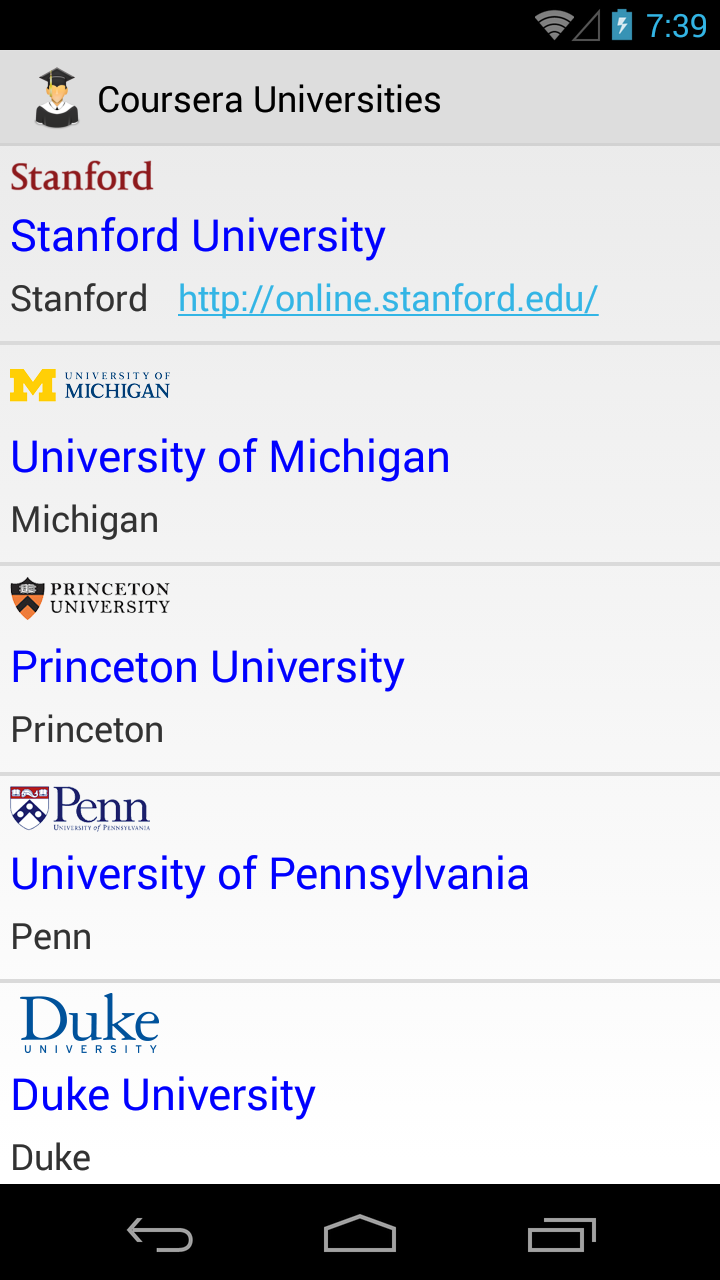 7:39
Coursera Universities
Stanford
Stanford University
Stanford http://online.stanford.edu/
M UNIVERSITY OF
MICHIGAN
University of Michigan
Michigan
PRINCETON
UNIVERSITY
Princeton University
Princeton
Penn
UNIVERSITY of PENNSYLVANIA
University of Pennsylvania
Penn
Duke
UNIVERSITY
Duke University
Duke